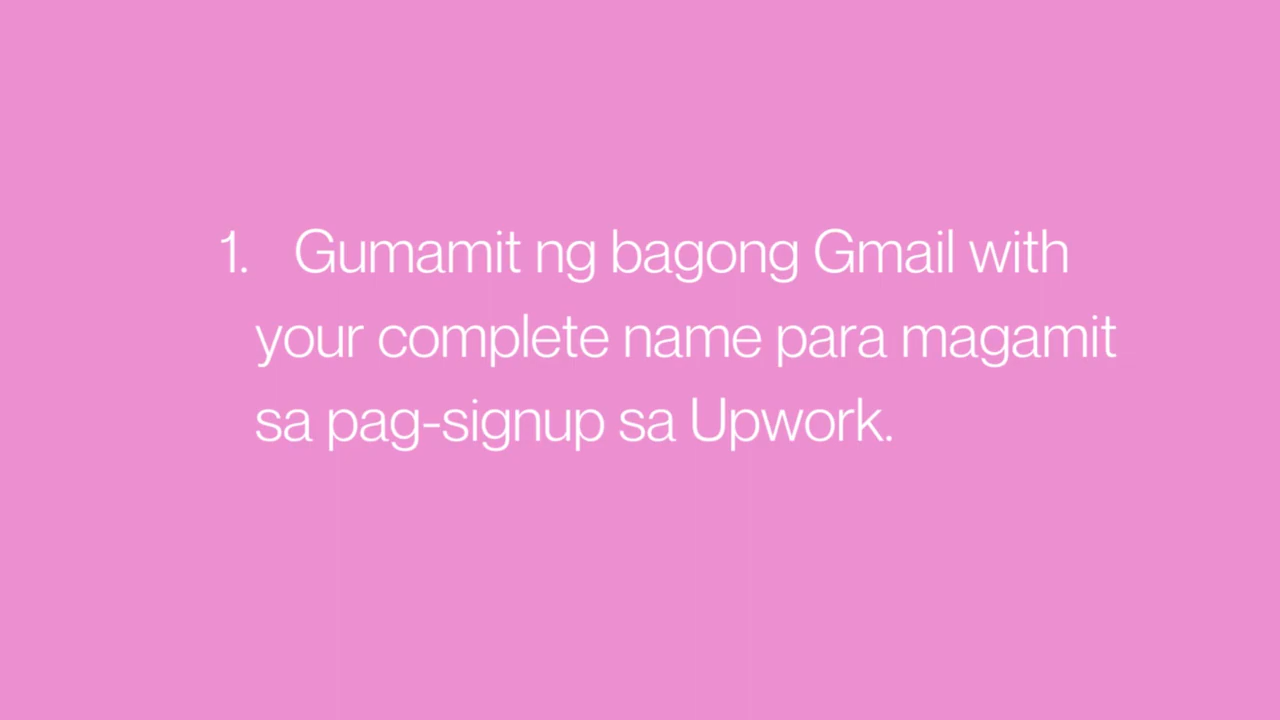 1. Gumamit ng bagong Gmail with
your complete name para magamit
sa pag-signup sa Upwork.